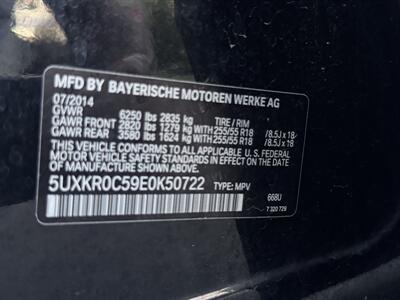 MFD BY BAYERISCHE MOTOREN WERKE AG
07/2014
GVWR 6250 lbs 2835 kg TIRE / RIM
GAWR FRONT 2820 lbs 1279 kg WITH 255/55 R18 / 8.5J x 18
GAWR REAR 3580 lbs 1624 kg WITH 255/55 R18 / 8.5J x 18
THIS VEHICLE CONFORMS TO ALL APPLICABLE U.S. FEDERAL
MOTOR VEHICLE SAFETY STANDARDS IN EFFECT ON THE DATE
OF MANUFACTURE SHOWN ABOVE.
5UXKR0C59E0K50722 TYPE: MPV
668U
7 320 729